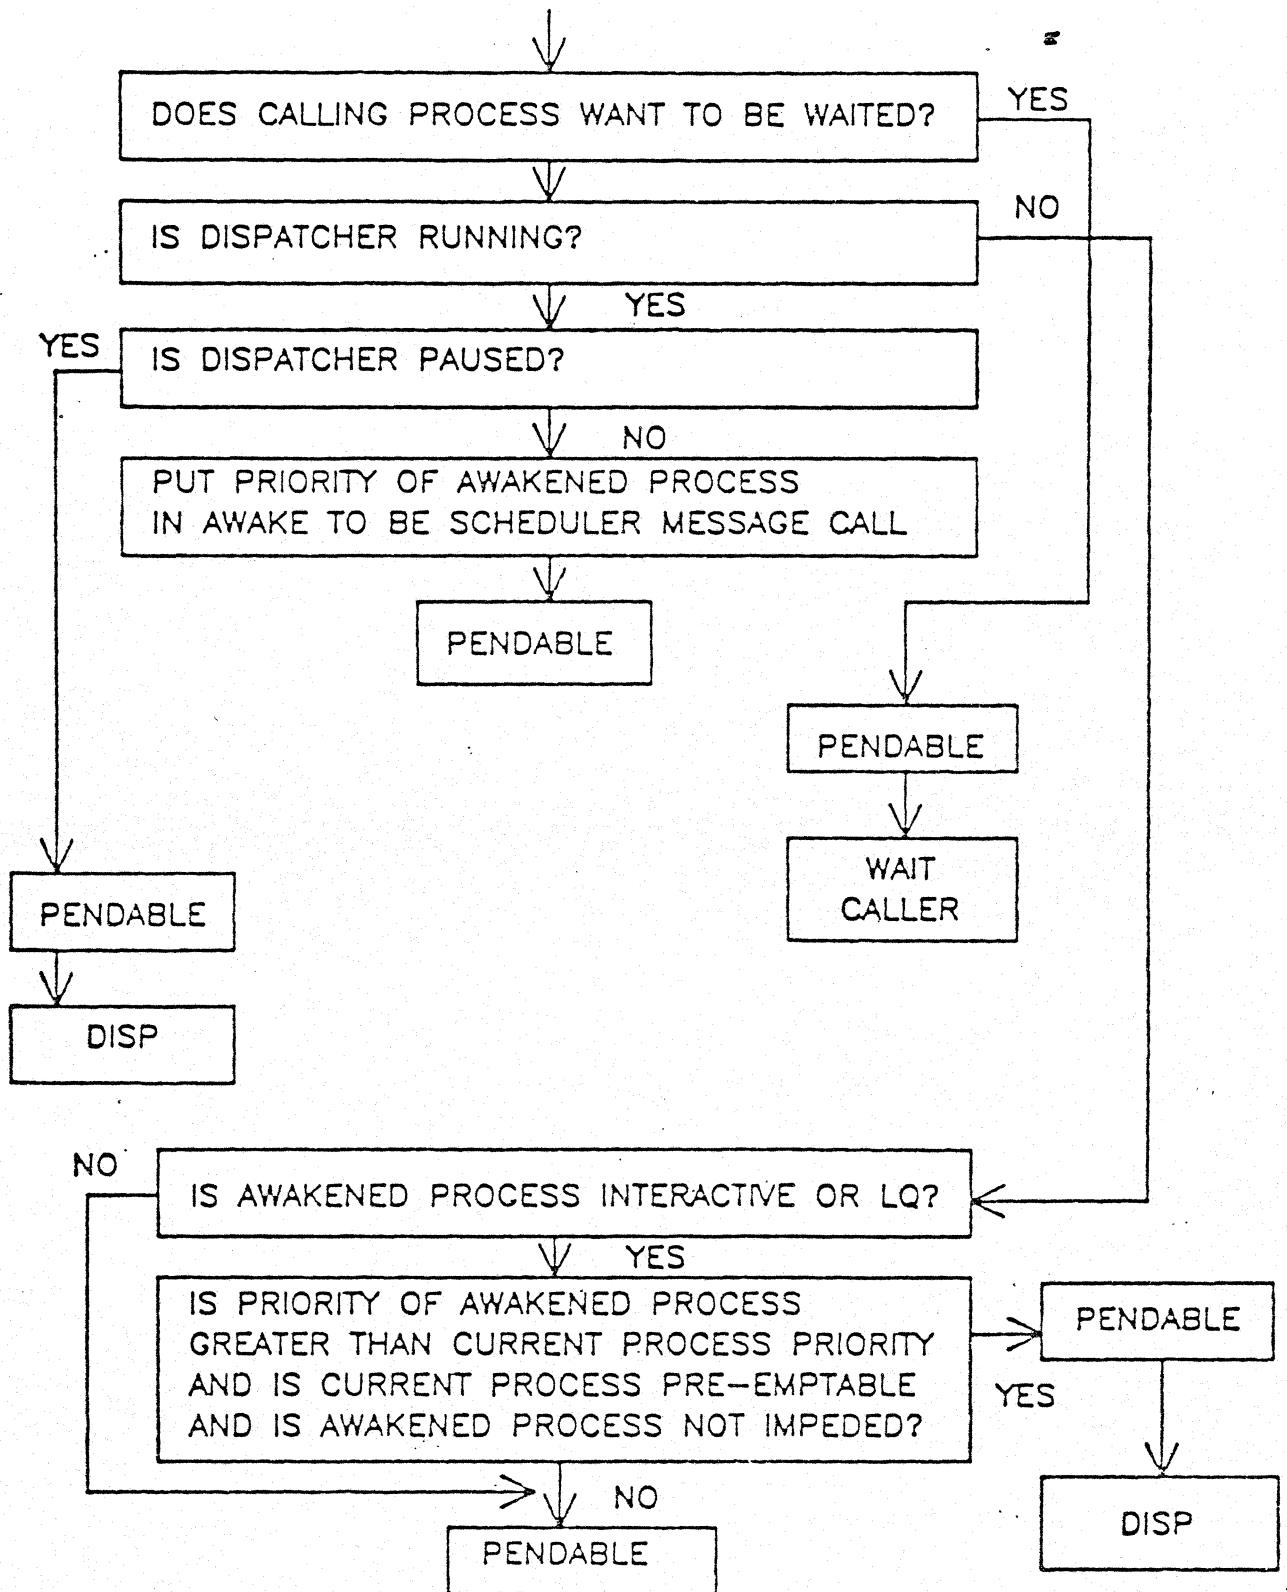 DOES CALLING PROCESS WANT TO BE WAITED?
YES
IS DISPATCHER RUNNING?
NO
YES
YES
IS DISPATCHER PAUSED?
NO
PUT PRIORITY OF AWAKENED PROCESS
IN AWAKE TO BE SCHEDULER MESSAGE CALL
PENDABLE
PENDABLE
WAIT
CALLER
PENDABLE
DISP
NO
IS AWAKENED PROCESS INTERACTIVE OR LQ?
YES
IS PRIORITY OF AWAKENED PROCESS
GREATER THAN CURRENT PROCESS PRIORITY
AND IS CURRENT PROCESS PRE-EMPTABLE
AND IS AWAKENED PROCESS NOT IMPEDED?
PENDABLE
YES
DISP
NO
PENDABLE